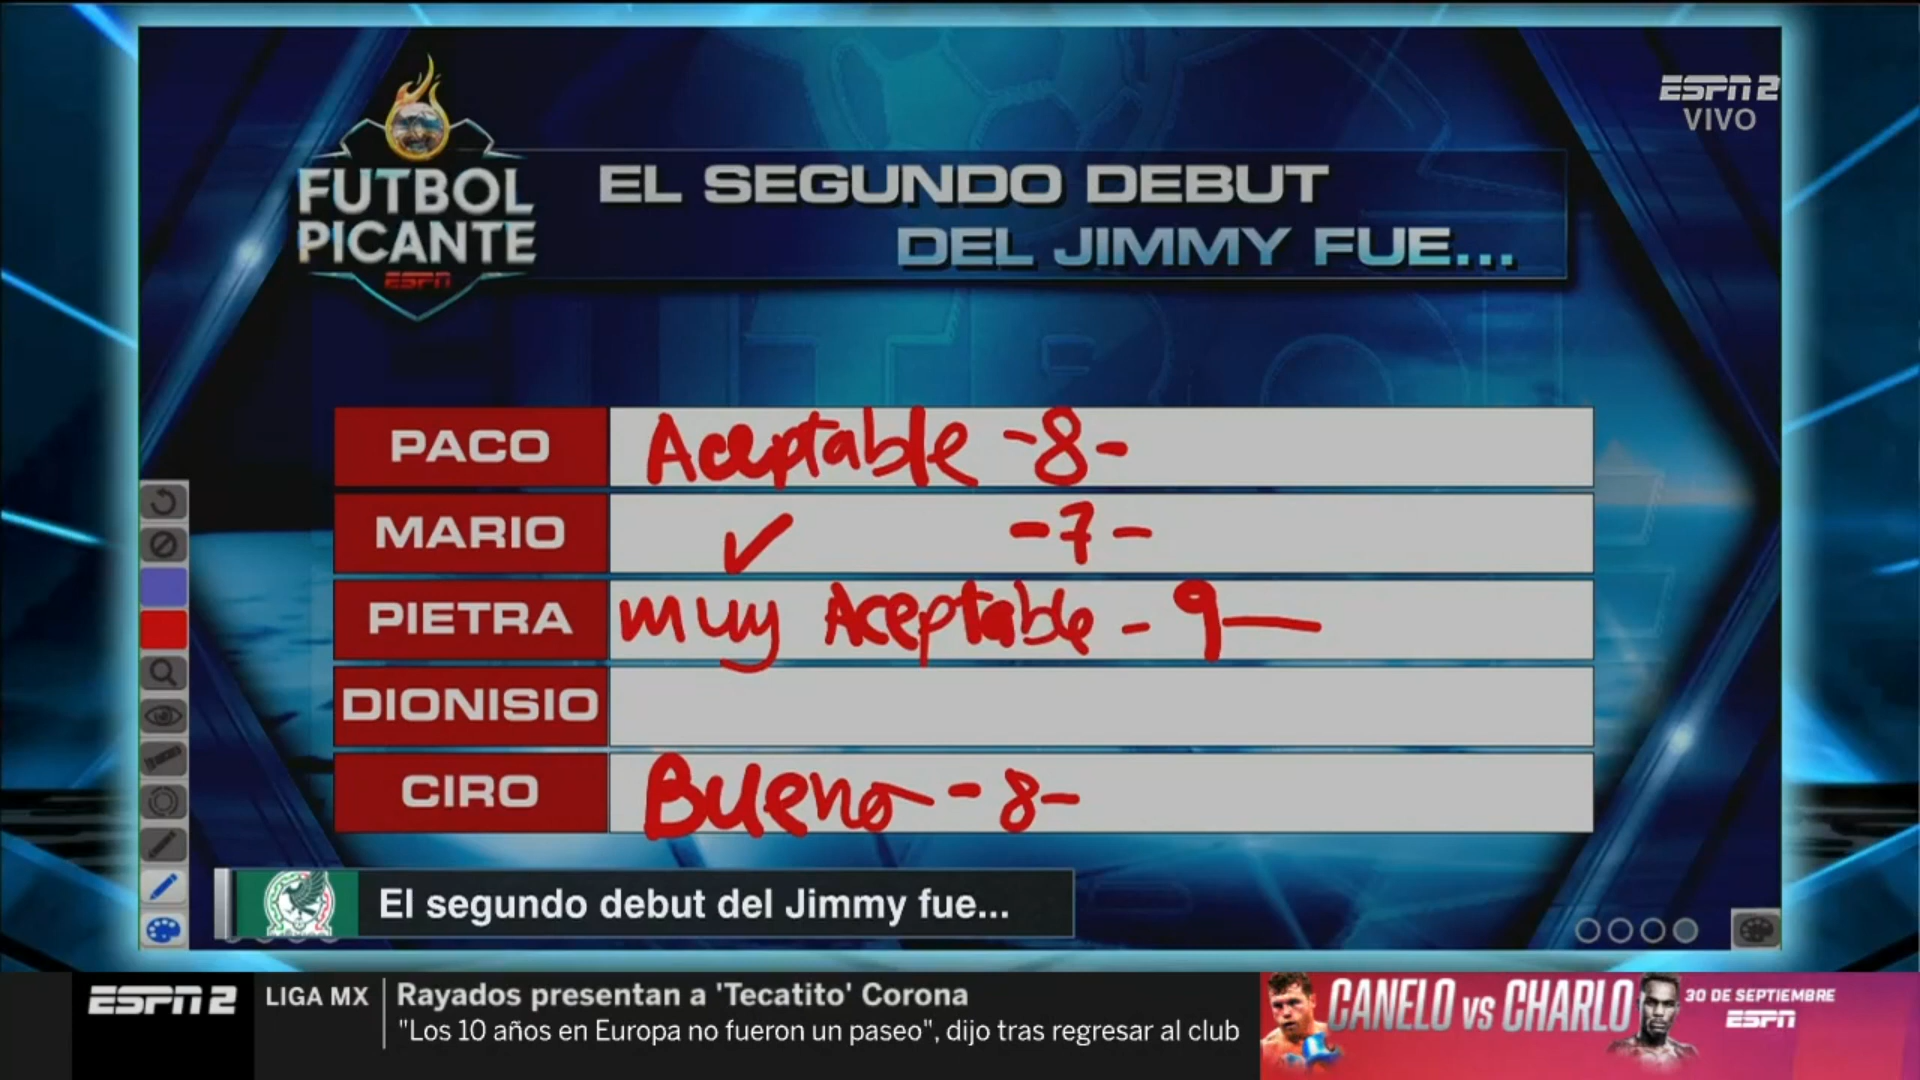 ESPN 2
VIVO
FUTBOL
PICANTE
ESPN
EL SEGUNDO DEBUT
DEL JIMMY FUE...
PACO Aceptable -8-
MARIO ✓ -7-
PIETRA muy Aceptable - 9 -
DIONISIO
CIRO Bueno - 8 -
El segundo debut del Jimmy fue...
ESPN 2 LIGA MX Rayados presentan a 'Tecatito' Corona
"Los 10 años en Europa no fueron un paseo", dijo tras regresar al club
CANELO VS CHARLO 30 DE SEPTIEMBRE
ESPN